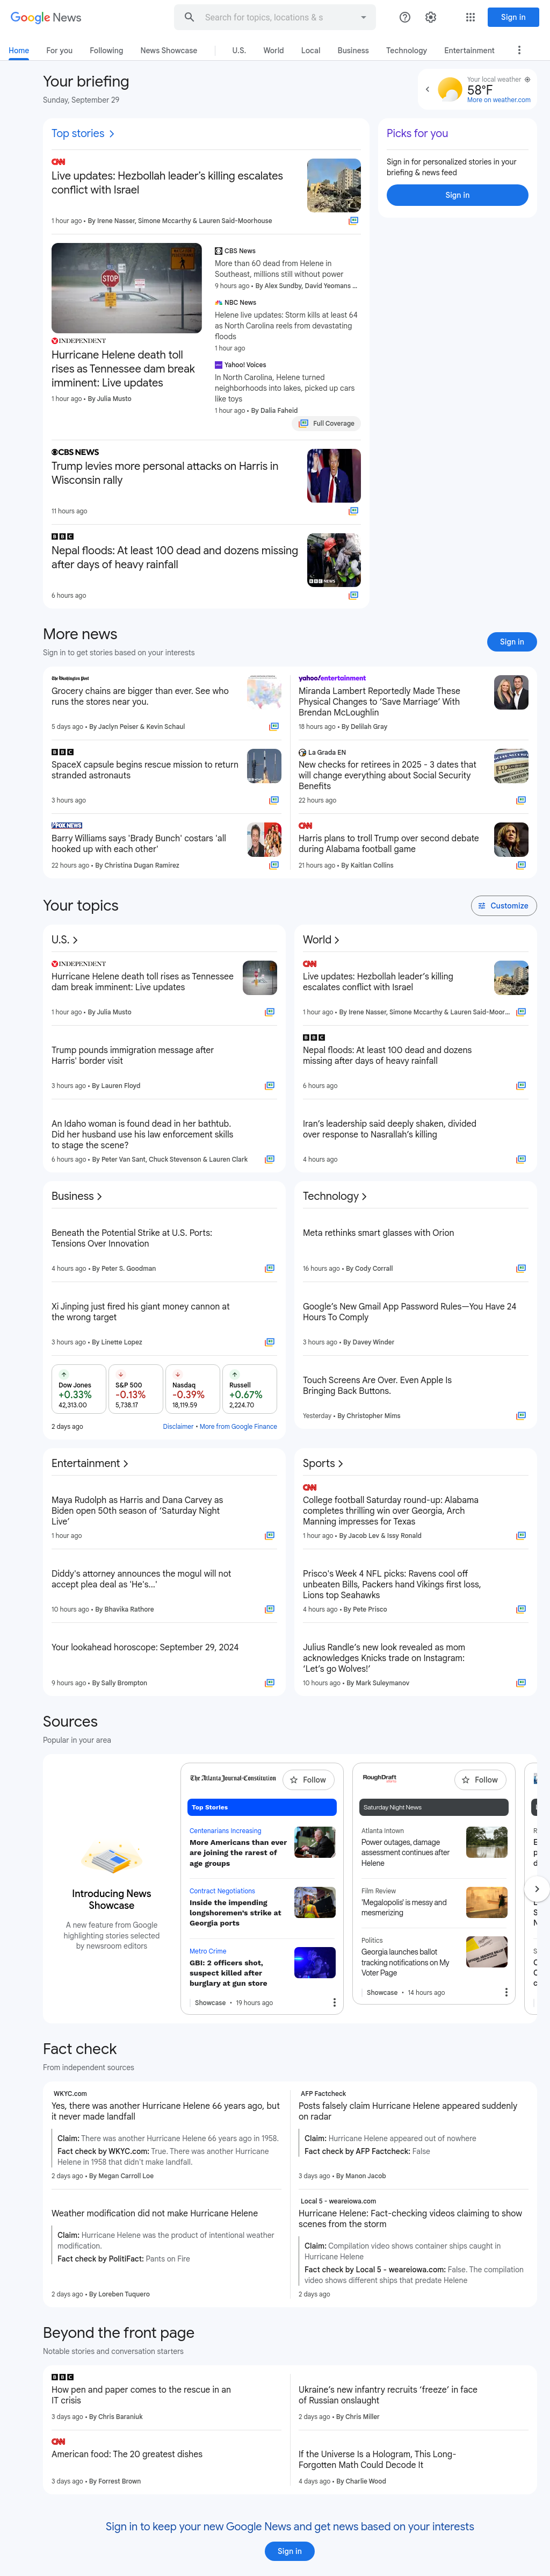 Google News
Search for topics, locations & s
Sign in
Home
For you
Following
News Showcase
U.S.
World
Local
Business
Technology
Entertainment
Your briefing
Sunday, September 29
Your local weather
58°F
More on weather.com
Top stories
CNN
Live updates: Hezbollah leader's killing escalates
conflict with Israel
1 hour ago • By Irene Nasser, Simone Mccarthy & Lauren Said-Moorhouse
INDEPENDENT
Hurricane Helene death toll
rises as Tennessee dam break
imminent: Live updates
1 hour ago • By Julia Musto
CBS News
More than 60 dead from Helene in
Southeast, millions still without power
9 hours ago • By Alex Sundby, David Yeomans ...
NBC News
Helene live updates: Storm kills at least 64
as North Carolina reels from devastating
floods
1 hour ago
Yahoo! Voices
In North Carolina, Helene turned
neighborhoods into lakes, picked up cars
like toys
1 hour ago • By Dalia Faheid
Full Coverage
CBS NEWS
Trump levies more personal attacks on Harris in
Wisconsin rally
11 hours ago
BBC
Nepal floods: At least 100 dead and dozens missing
after days of heavy rainfall
BBC NEWS
6 hours ago
Picks for you
Sign in for personalized stories in your
briefing & news feed
Sign in
More news
Sign in to get stories based on your interests
Sign in
The Washington Post
Grocery chains are bigger than ever. See who
runs the stores near you.
5 days ago • By Jaclyn Peiser & Kevin Schaul
BBC
SpaceX capsule begins rescue mission to return
stranded astronauts
3 hours ago
FOX NEWS
Barry Williams says 'Brady Bunch' costars 'all
hooked up with each other'
22 hours ago • By Christina Dugan Ramirez
yahoo!entertainment
Miranda Lambert Reportedly Made These
Physical Changes to 'Save Marriage' With
Brendan McLoughlin
18 hours ago • By Delilah Gray
La Grada EN
New checks for retirees in 2025 - 3 dates that
will change everything about Social Security
Benefits
22 hours ago
CNN
Harris plans to troll Trump over second debate
during Alabama football game
21 hours ago • By Kaitlan Collins
Your topics
Customize
U.S.
INDEPENDENT
Hurricane Helene death toll rises as Tennessee
dam break imminent: Live updates
1 hour ago • By Julia Musto
Trump pounds immigration message after
Harris' border visit
3 hours ago • By Lauren Floyd
An Idaho woman is found dead in her bathtub.
Did her husband use his law enforcement skills
to stage the scene?
6 hours ago • By Peter Van Sant, Chuck Stevenson & Lauren Clark
World
CNN
Live updates: Hezbollah leader's killing
escalates conflict with Israel
1 hour ago • By Irene Nasser, Simone Mccarthy & Lauren Said-Moor...
BBC
Nepal floods: At least 100 dead and dozens
missing after days of heavy rainfall
6 hours ago
Iran's leadership said deeply shaken, divided
over response to Nasrallah's killing
4 hours ago
Business
Beneath the Potential Strike at U.S. Ports:
Tensions Over Innovation
4 hours ago • By Peter S. Goodman
Xi Jinping just fired his giant money cannon at
the wrong target
3 hours ago • By Linette Lopez
Dow Jones
+0.33%
42,313.00
S&P 500
-0.13%
5,738.17
Nasdaq
-0.39%
18,119.59
Russell
+0.67%
2,224.70
2 days ago
Disclaimer • More from Google Finance
Technology
Meta rethinks smart glasses with Orion
16 hours ago • By Cody Corrall
Google's New Gmail App Password Rules—You Have 24
Hours To Comply
3 hours ago • By Davey Winder
Touch Screens Are Over. Even Apple Is
Bringing Back Buttons.
Yesterday • By Christopher Mims
Entertainment
Maya Rudolph as Harris and Dana Carvey as
Biden open 50th season of 'Saturday Night
Live'
1 hour ago
Diddy's attorney announces the mogul will not
accept plea deal as 'He's...'
10 hours ago • By Bhavika Rathore
Your lookahead horoscope: September 29, 2024
9 hours ago • By Sally Brompton
Sports
CNN
College football Saturday round-up: Alabama
completes thrilling win over Georgia, Arch
Manning impresses for Texas
1 hour ago • By Jacob Lev & Issy Ronald
Prisco's Week 4 NFL picks: Ravens cool off
unbeaten Bills, Packers hand Vikings first loss,
Lions top Seahawks
4 hours ago • By Pete Prisco
Julius Randle's new look revealed as mom
acknowledges Knicks trade on Instagram:
'Let's go Wolves!'
10 hours ago • By Mark Suleymanov
Sources
Popular in your area
Introducing News
Showcase
A new feature from Google
highlighting stories selected
by newsroom editors
The Atlanta Journal-Constitution
Follow
Top Stories
Centenarians Increasing
More Americans than ever
are joining the rarest of
age groups
Contract Negotiations
Inside the impending
longshoremen's strike at
Georgia ports
Metro Crime
GBI: 2 officers shot,
suspect killed after
burglary at gun store
Showcase • 19 hours ago
RoughDraft
Follow
Saturday Night News
Atlanta Intown
Power outages, damage
assessment continues after
Helene
Film Review
'Megalopolis' is messy and
mesmerizing
Politics
Georgia launches ballot
tracking notifications on My
Voter Page
Showcase • 14 hours ago
Fact check
From independent sources
WKYC.com
Yes, there was another Hurricane Helene 66 years ago, but
it never made landfall
Claim: There was another Hurricane Helene 66 years ago in 1958.
Fact check by WKYC.com: True. There was another Hurricane
Helene in 1958 that didn't make landfall.
2 days ago • By Megan Carroll Loe
Weather modification did not make Hurricane Helene
Claim: Hurricane Helene was the product of intentional weather
modification.
Fact check by PolitiFact: Pants on Fire
2 days ago • By Loreben Tuquero
AFP Factcheck
Posts falsely claim Hurricane Helene appeared suddenly
on radar
Claim: Hurricane Helene appeared out of nowhere
Fact check by AFP Factcheck: False
3 days ago • By Manon Jacob
Local 5 - weareiowa.com
Hurricane Helene: Fact-checking videos claiming to show
scenes from the storm
Claim: Compilation video shows container ships caught in
Hurricane Helene
Fact check by Local 5 - weareiowa.com: False. The compilation
video shows different ships that predate Helene
2 days ago
Beyond the front page
Notable stories and conversation starters
BBC
How pen and paper comes to the rescue in an
IT crisis
3 days ago • By Chris Baraniuk
CNN
American food: The 20 greatest dishes
3 days ago • By Forrest Brown
Ukraine's new infantry recruits 'freeze' in face
of Russian onslaught
2 days ago • By Chris Miller
If the Universe Is a Hologram, This Long-
Forgotten Math Could Decode It
4 days ago • By Charlie Wood
Sign in to keep your new Google News and get news based on your interests
Sign in